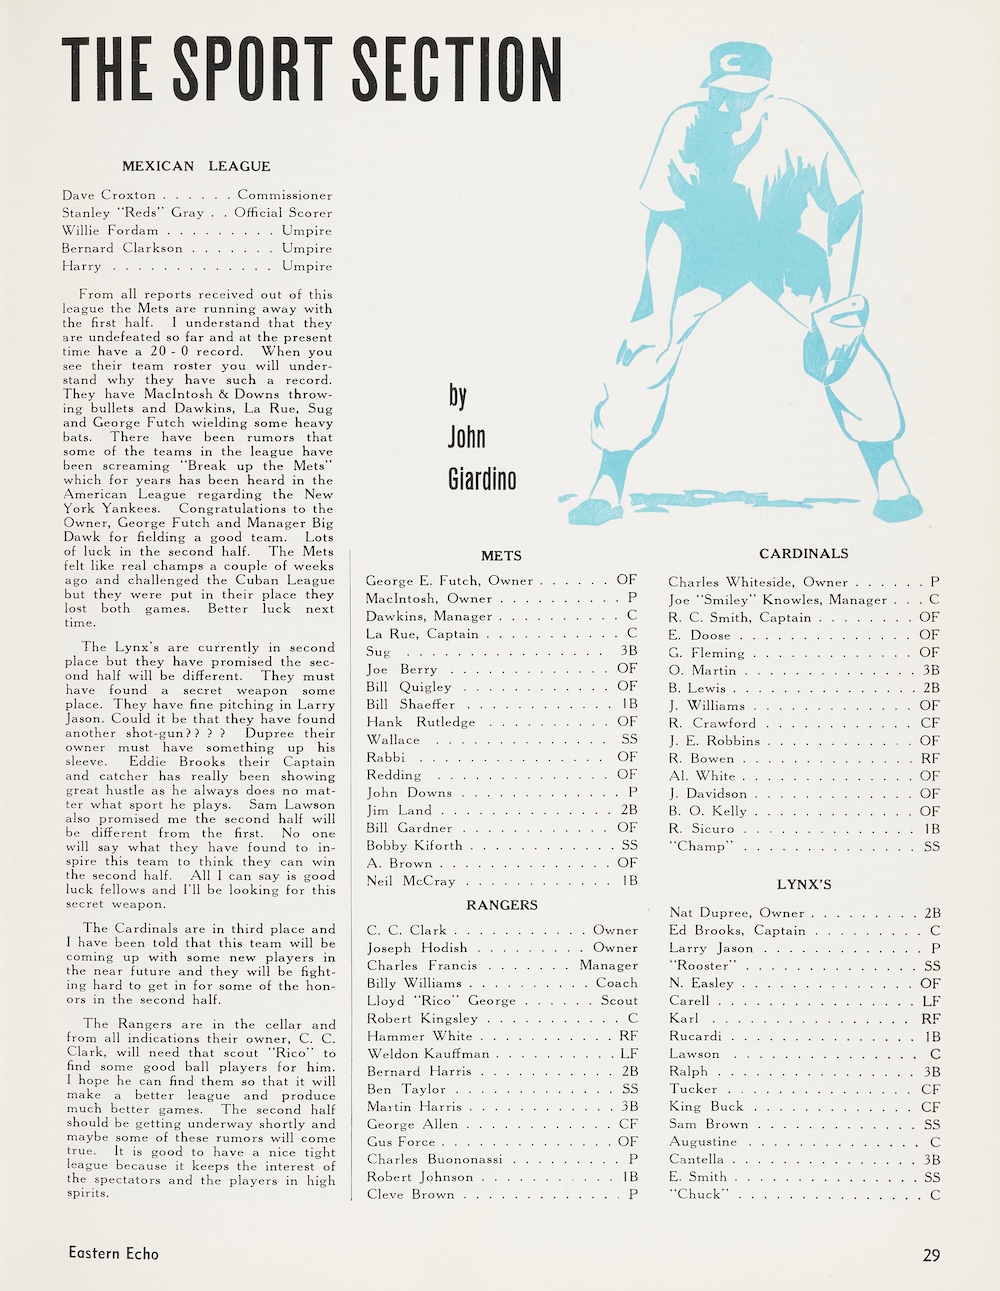 THE SPORT SECTION
C
by
John
Giardino
MEXICAN LEAGUE
Dave Croxton . . . . . . Commissioner
Stanley "Reds" Gray . . Official Scorer
Willie Fordam . . . . . . . . . Umpire
Bernard Clarkson . . . . . . . Umpire
Harry . . . . . . . . . . . . . Umpire
From all reports received out of this
league the Mets are running away with
the first half. I understand that they
are undefeated so far and at the present
time have a 20 - 0 record. When you
see their team roster you will under-
stand why they have such a record.
They have MacIntosh & Downs throw-
ing bullets and Dawkins, La Rue, Sug
and George Futch wielding some heavy
bats. There have been rumors that
some of the teams in the league have
been screaming "Break up the Mets"
which for years has been heard in the
American League regarding the New
York Yankees. Congratulations to the
Owner, George Futch and Manager Big
Dawk for fielding a good team. Lots
of luck in the second half. The Mets
felt like real champs a couple of weeks
ago and challenged the Cuban League
but they were put in their place they
lost both games. Better luck next
time.
The Lynx's are currently in second
place but they have promised the sec-
ond half will be different. They must
have found a secret weapon some
place. They have fine pitching in Larry
Jason. Could it be that they have found
another shot-gun? ? ? ? Dupree their
owner must have something up his
sleeve. Eddie Brooks their Captain
and catcher has really been showing
great hustle as he always does no mat-
ter what sport he plays. Sam Lawson
also promised me the second half will
be different from the first. No one
will say what they have found to in-
spire this team to think they can win
the second half. All I can say is good
luck fellows and I'll be looking for this
secret weapon.
The Cardinals are in third place and
I have been told that this team will be
coming up with some new players in
the near future and they will be fight-
ing hard to get in for some of the hon-
ors in the second half.
The Rangers are in the cellar and
from all indications their owner, C. C.
Clark, will need that scout "Rico" to
find some good ball players for him.
I hope he can find them so that it will
make a better league and produce
much better games. The second half
should be getting underway shortly and
maybe some of these rumors will come
true. It is good to have a nice tight
league because it keeps the interest of
the spectators and the players in high
spirits.
METS
George E. Futch, Owner . . . . . . OF
MacIntosh, Owner . . . . . . . . . . P
Dawkins, Manager . . . . . . . . . . C
La Rue, Captain . . . . . . . . . . . C
Sug . . . . . . . . . . . . . . . . . 3B
Joe Berry . . . . . . . . . . . . . OF
Bill Quigley . . . . . . . . . . . . OF
Bill Shaeffer . . . . . . . . . . . 1B
Hank Rutledge . . . . . . . . . . OF
Wallace . . . . . . . . . . . . . . SS
Rabbi . . . . . . . . . . . . . . . OF
Redding . . . . . . . . . . . . . . OF
John Downs . . . . . . . . . . . . . P
Jim Land . . . . . . . . . . . . . . 2B
Bill Gardner . . . . . . . . . . . . OF
Bobby Kiforth . . . . . . . . . . . . SS
A. Brown . . . . . . . . . . . . . . OF
Neil McCray . . . . . . . . . . . . 1B
RANGERS
C. C. Clark . . . . . . . . . . . Owner
Joseph Hodish . . . . . . . . . Owner
Charles Francis . . . . . . . Manager
Billy Williams . . . . . . . . . . Coach
Lloyd "Rico" George . . . . . . Scout
Robert Kingsley . . . . . . . . . . . C
Hammer White . . . . . . . . . . . RF
Weldon Kauffman . . . . . . . . . . LF
Bernard Harris . . . . . . . . . . . 2B
Ben Taylor . . . . . . . . . . . . . SS
Martin Harris . . . . . . . . . . . . 3B
George Allen . . . . . . . . . . . . CF
Gus Force . . . . . . . . . . . . . . OF
Charles Buononassi . . . . . . . . . P
Robert Johnson . . . . . . . . . . . 1B
Cleve Brown . . . . . . . . . . . . . P
CARDINALS
Charles Whiteside, Owner . . . . . . P
Joe "Smiley" Knowles, Manager . . . C
R. C. Smith, Captain . . . . . . . . OF
E. Doose . . . . . . . . . . . . . . OF
G. Fleming . . . . . . . . . . . . . OF
O. Martin . . . . . . . . . . . . . . 3B
B. Lewis . . . . . . . . . . . . . . . 2B
J. Williams . . . . . . . . . . . . . OF
R. Crawford . . . . . . . . . . . . CF
J. E. Robbins . . . . . . . . . . . . OF
R. Bowen . . . . . . . . . . . . . . RF
Al. White . . . . . . . . . . . . . . OF
J. Davidson . . . . . . . . . . . . . OF
B. O. Kelly . . . . . . . . . . . . . OF
R. Sicuro . . . . . . . . . . . . . . 1B
"Champ" . . . . . . . . . . . . . . SS
LYNX'S
Nat Dupree, Owner . . . . . . . . . 2B
Ed Brooks, Captain . . . . . . . . . . C
Larry Jason . . . . . . . . . . . . . P
"Rooster" . . . . . . . . . . . . . . SS
N. Easley . . . . . . . . . . . . . . OF
Carell . . . . . . . . . . . . . . . . LF
Karl . . . . . . . . . . . . . . . . RF
Rucardi . . . . . . . . . . . . . . . 1B
Lawson . . . . . . . . . . . . . . . C
Ralph . . . . . . . . . . . . . . . . 3B
Tucker . . . . . . . . . . . . . . . CF
King Buck . . . . . . . . . . . . . CF
Sam Brown . . . . . . . . . . . . . SS
Augustine . . . . . . . . . . . . . . C
Cantella . . . . . . . . . . . . . . . 3B
E. Smith . . . . . . . . . . . . . . . SS
"Chuck" . . . . . . . . . . . . . . . C
Eastern Echo
29